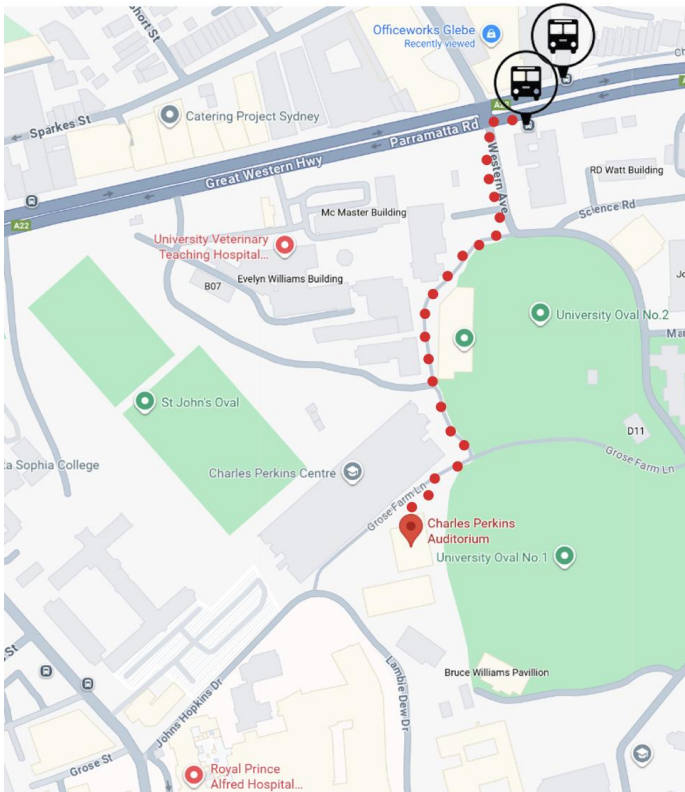 Short St
Officeworks Glebe
Recently viewed
Sparkes St
Catering Project Sydney
Parramatta Rd
Great Western Hwy
A22
Western Ave
RD Watt Building
Science Rd
Mc Master Building
University Veterinary
Teaching Hospital...
Evelyn Williams Building
B07
University Oval No.2
St John's Oval
D11
ta Sophia College
Charles Perkins Centre
Grose Farm Ln
Grose Farm Ln
Charles Perkins
Auditorium
University Oval No.1
Bruce Williams Pavillion
Lambie Dew Dr
Johns Hopkins Dr
St
Grose St
Royal Prince
Alfred Hospital...